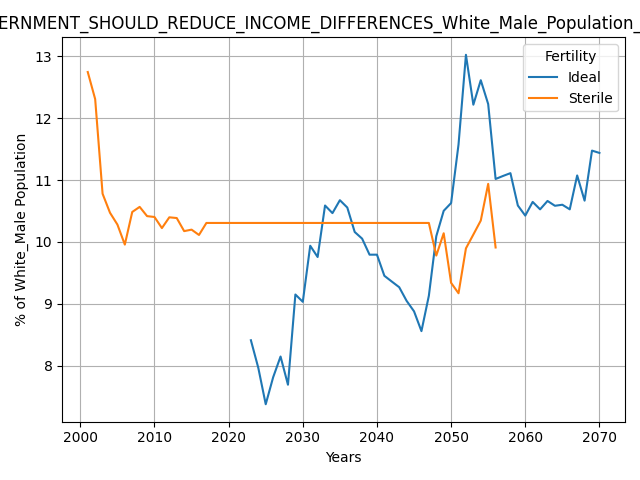 ERNMENT_SHOULD_REDUCE_INCOME_DIFFERENCES_White_Male_Population_
Fertility
Ideal
Sterile
% of White_Male Population
13
12
11
10
9
8
2000 2010 2020 2030 2040 2050 2060 2070
Years